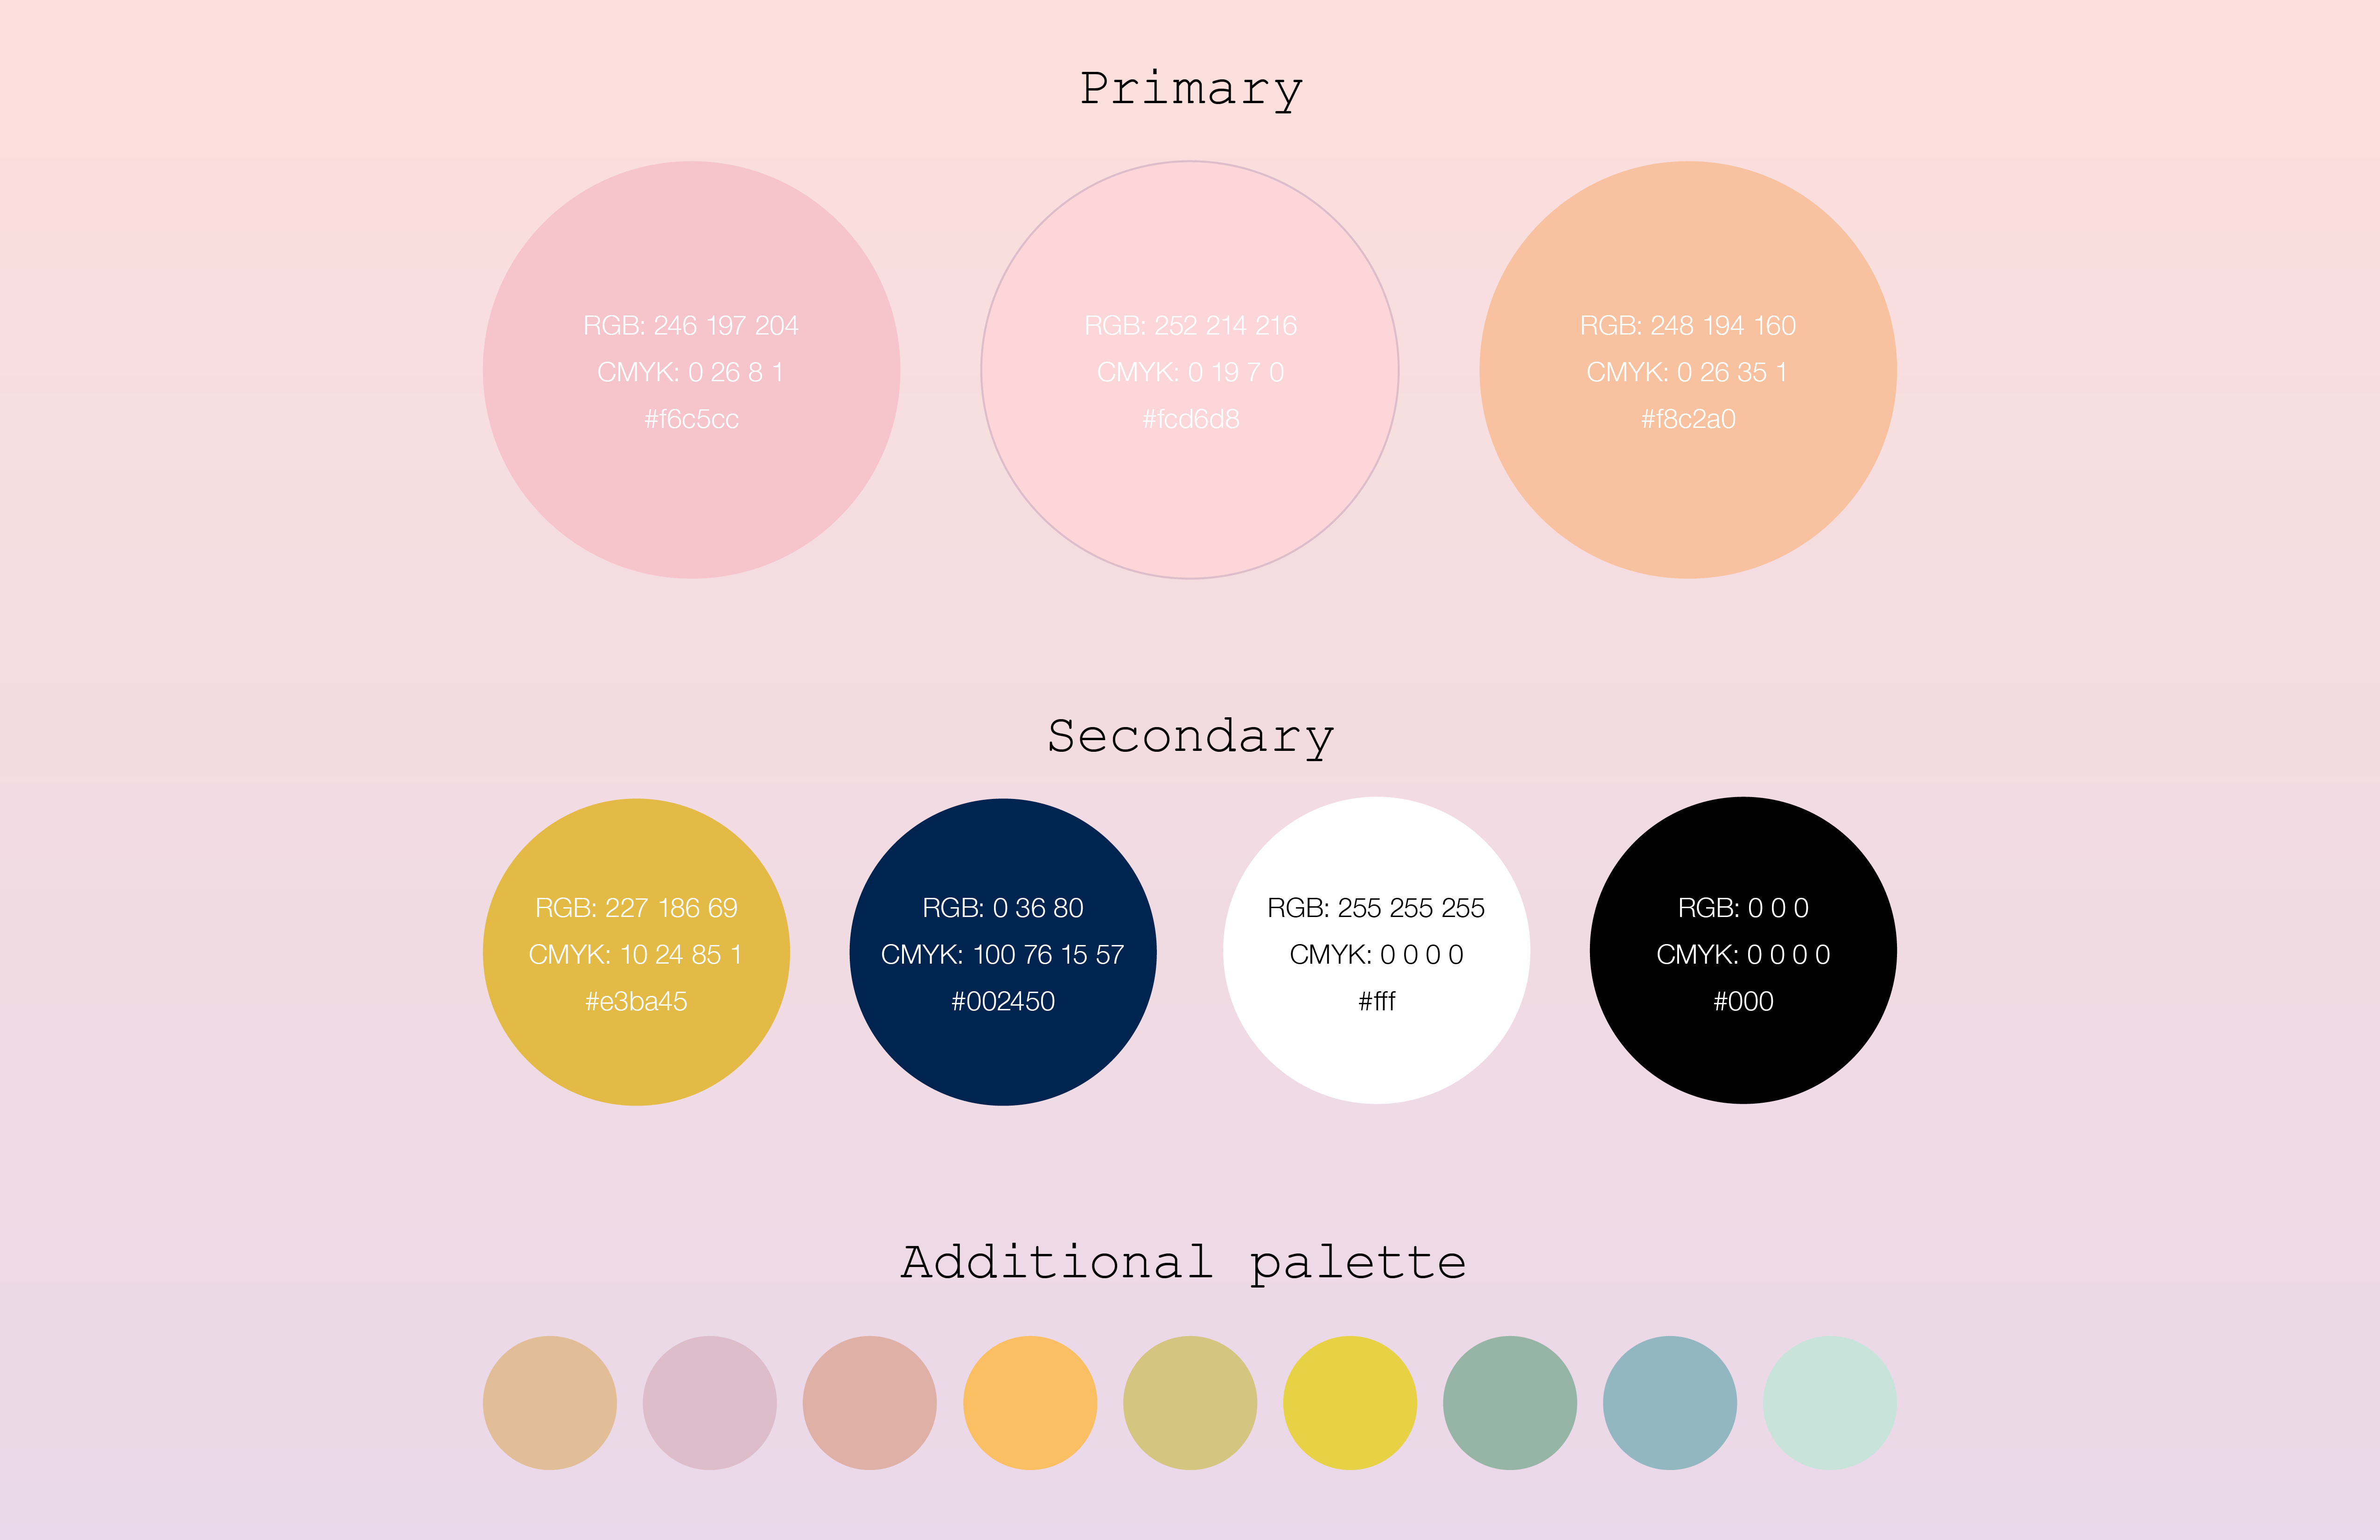 Primary
RGB: 246 197 204
CMYK: 0 26 8 1
#f6c5cc
RGB: 252 214 216
CMYK: 0 19 7 0
#fcd6d8
RGB: 248 194 160
CMYK: 0 26 35 1
#f8c2a0
Secondary
RGB: 227 186 69
CMYK: 10 24 85 1
#e3ba45
RGB: 0 36 80
CMYK: 100 76 15 57
#002450
RGB: 255 255 255
CMYK: 0 0 0 0
#fff
RGB: 0 0 0
CMYK: 0 0 0 0
#000
Additional palette